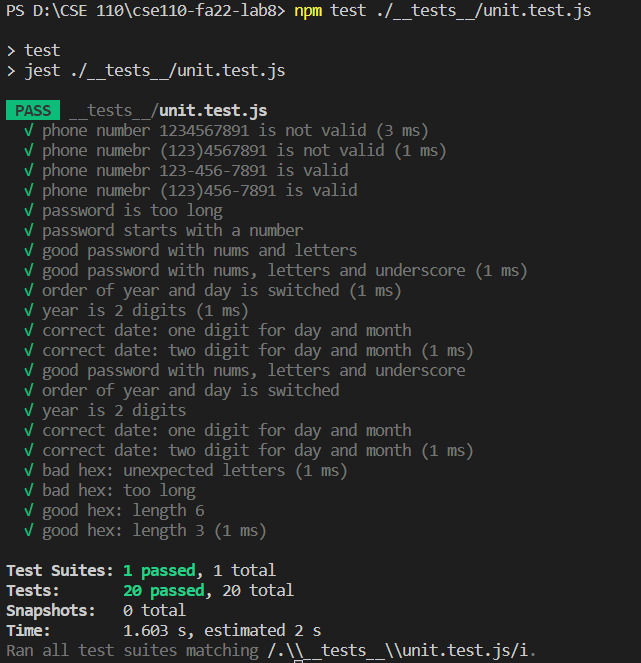 PS D:\CSE 110\cse110-fa22-lab8> npm test ./__tests__/unit.test.js
> test
> jest ./__tests__/unit.test.js
PASS __tests__/unit.test.js
√ phone number 1234567891 is not valid (3 ms)
√ phone numebr (123)4567891 is not valid (1 ms)
√ phone numebr 123-456-7891 is valid
√ phone numebr (123)456-7891 is valid
√ password is too long
√ password starts with a number
√ good password with nums and letters
√ good password with nums, letters and underscore (1 ms)
√ order of year and day is switched (1 ms)
√ year is 2 digits (1 ms)
√ correct date: one digit for day and month
√ correct date: two digit for day and month (1 ms)
√ good password with nums, letters and underscore
√ order of year and day is switched
√ year is 2 digits
√ correct date: one digit for day and month
√ correct date: two digit for day and month (1 ms)
√ bad hex: unexpected letters (1 ms)
√ bad hex: too long
√ good hex: length 6
√ good hex: length 3 (1 ms)
Test Suites: 1 passed, 1 total
Tests: 20 passed, 20 total
Snapshots: 0 total
Time: 1.603 s, estimated 2 s
Ran all test suites matching /.\\__tests__\\unit.test.js/i.